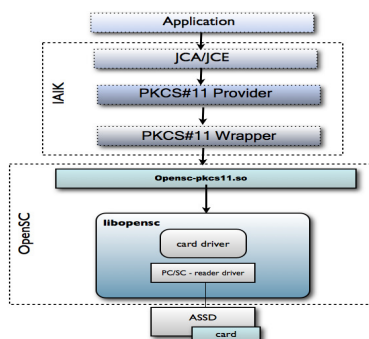 Application
JCA/JCE
IAIK
PKCS#11 Provider
PKCS#11 Wrapper
Opensc-pkcs11.so
OpenSC
libopensc
card driver
PC/SC - reader driver
ASSD
card